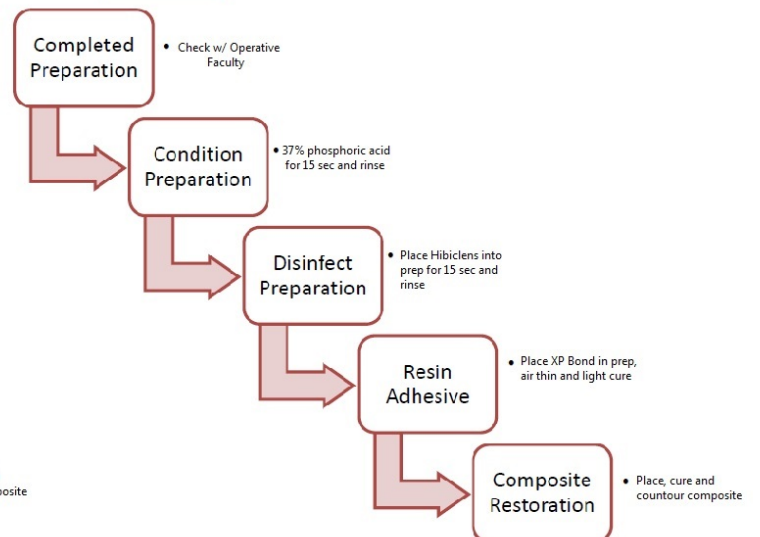 Completed
Preparation
• Check w/ Operative
Faculty
Condition
Preparation
• 37% phosphoric acid
for 15 sec and rinse
Disinfect
Preparation
• Place Hibiclens into
prep for 15 sec and
rinse
Resin
Adhesive
• Place XP Bond in prep,
air thin and light cure
Composite
Restoration
• Place, cure and
countour composite